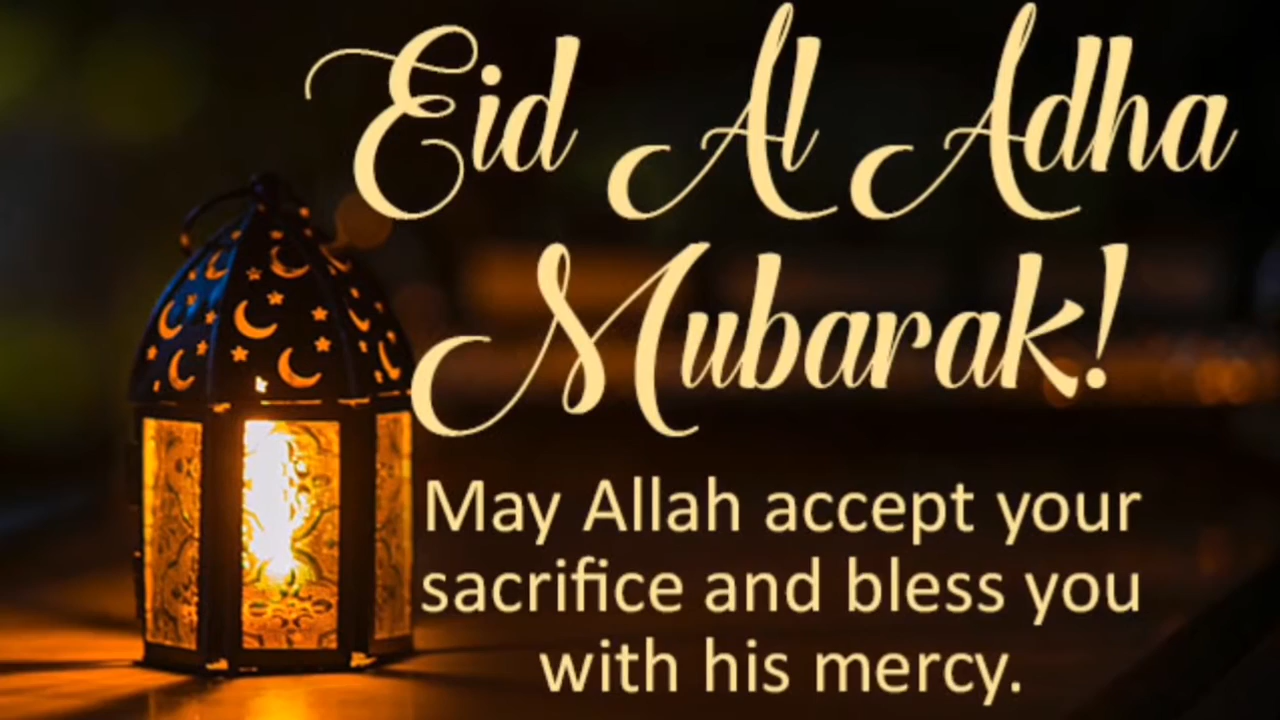 Eid Al Adha
Mubarak!
May Allah accept your
sacrifice and bless you
with his mercy.